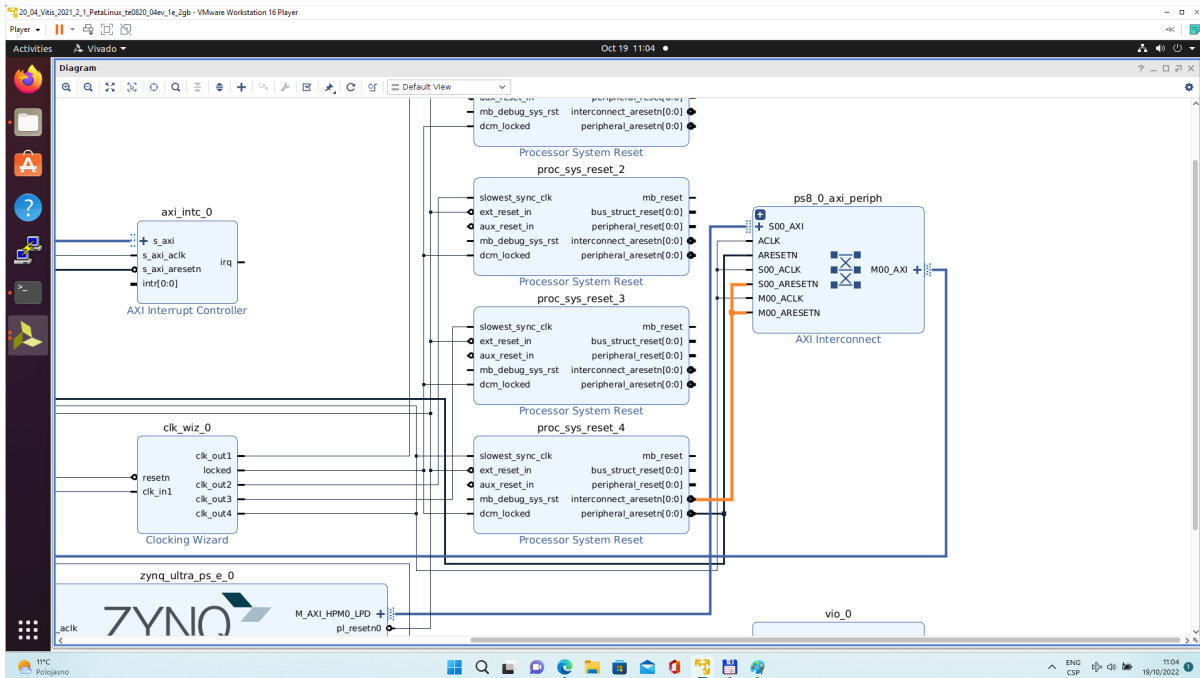 20_04_Vitis_2021_2_1_PetaLinux_te0820_04ev_1e_2gb - VMware Workstation 16 Player
Player
Activities
Vivado
Oct 19 11:04
Diagram
Default View
mb_debug_sys_rst interconnect_aresetn[0:0]
dcm_locked peripheral_aresetn[0:0]
Processor System Reset
proc_sys_reset_2
slowest_sync_clk mb_reset
ext_reset_in bus_struct_reset[0:0]
aux_reset_in peripheral_reset[0:0]
mb_debug_sys_rst interconnect_aresetn[0:0]
dcm_locked peripheral_aresetn[0:0]
Processor System Reset
ps8_0_axi_periph
S00_AXI
ACLK
ARESETN
S00_ACLK
S00_ARESETN
M00_ACLK
M00_ARESETN
M00_AXI
AXI Interconnect
axi_intc_0
s_axi
s_axi_aclk
s_axi_aresetn
intr[0:0]
irq
AXI Interrupt Controller
proc_sys_reset_3
slowest_sync_clk mb_reset
ext_reset_in bus_struct_reset[0:0]
aux_reset_in peripheral_reset[0:0]
mb_debug_sys_rst interconnect_aresetn[0:0]
dcm_locked peripheral_aresetn[0:0]
Processor System Reset
clk_wiz_0
resetn
clk_in1
clk_out1
locked
clk_out2
clk_out3
clk_out4
Clocking Wizard
proc_sys_reset_4
slowest_sync_clk mb_reset
ext_reset_in bus_struct_reset[0:0]
aux_reset_in peripheral_reset[0:0]
mb_debug_sys_rst interconnect_aresetn[0:0]
dcm_locked peripheral_aresetn[0:0]
Processor System Reset
zynq_ultra_ps_e_0
ZYNQ
M_AXI_HPM0_LPD
pl_resetn0
_aclk
vio_0
11°C
Polojasno
ENG
CSP
11:04
19/10/2022
1